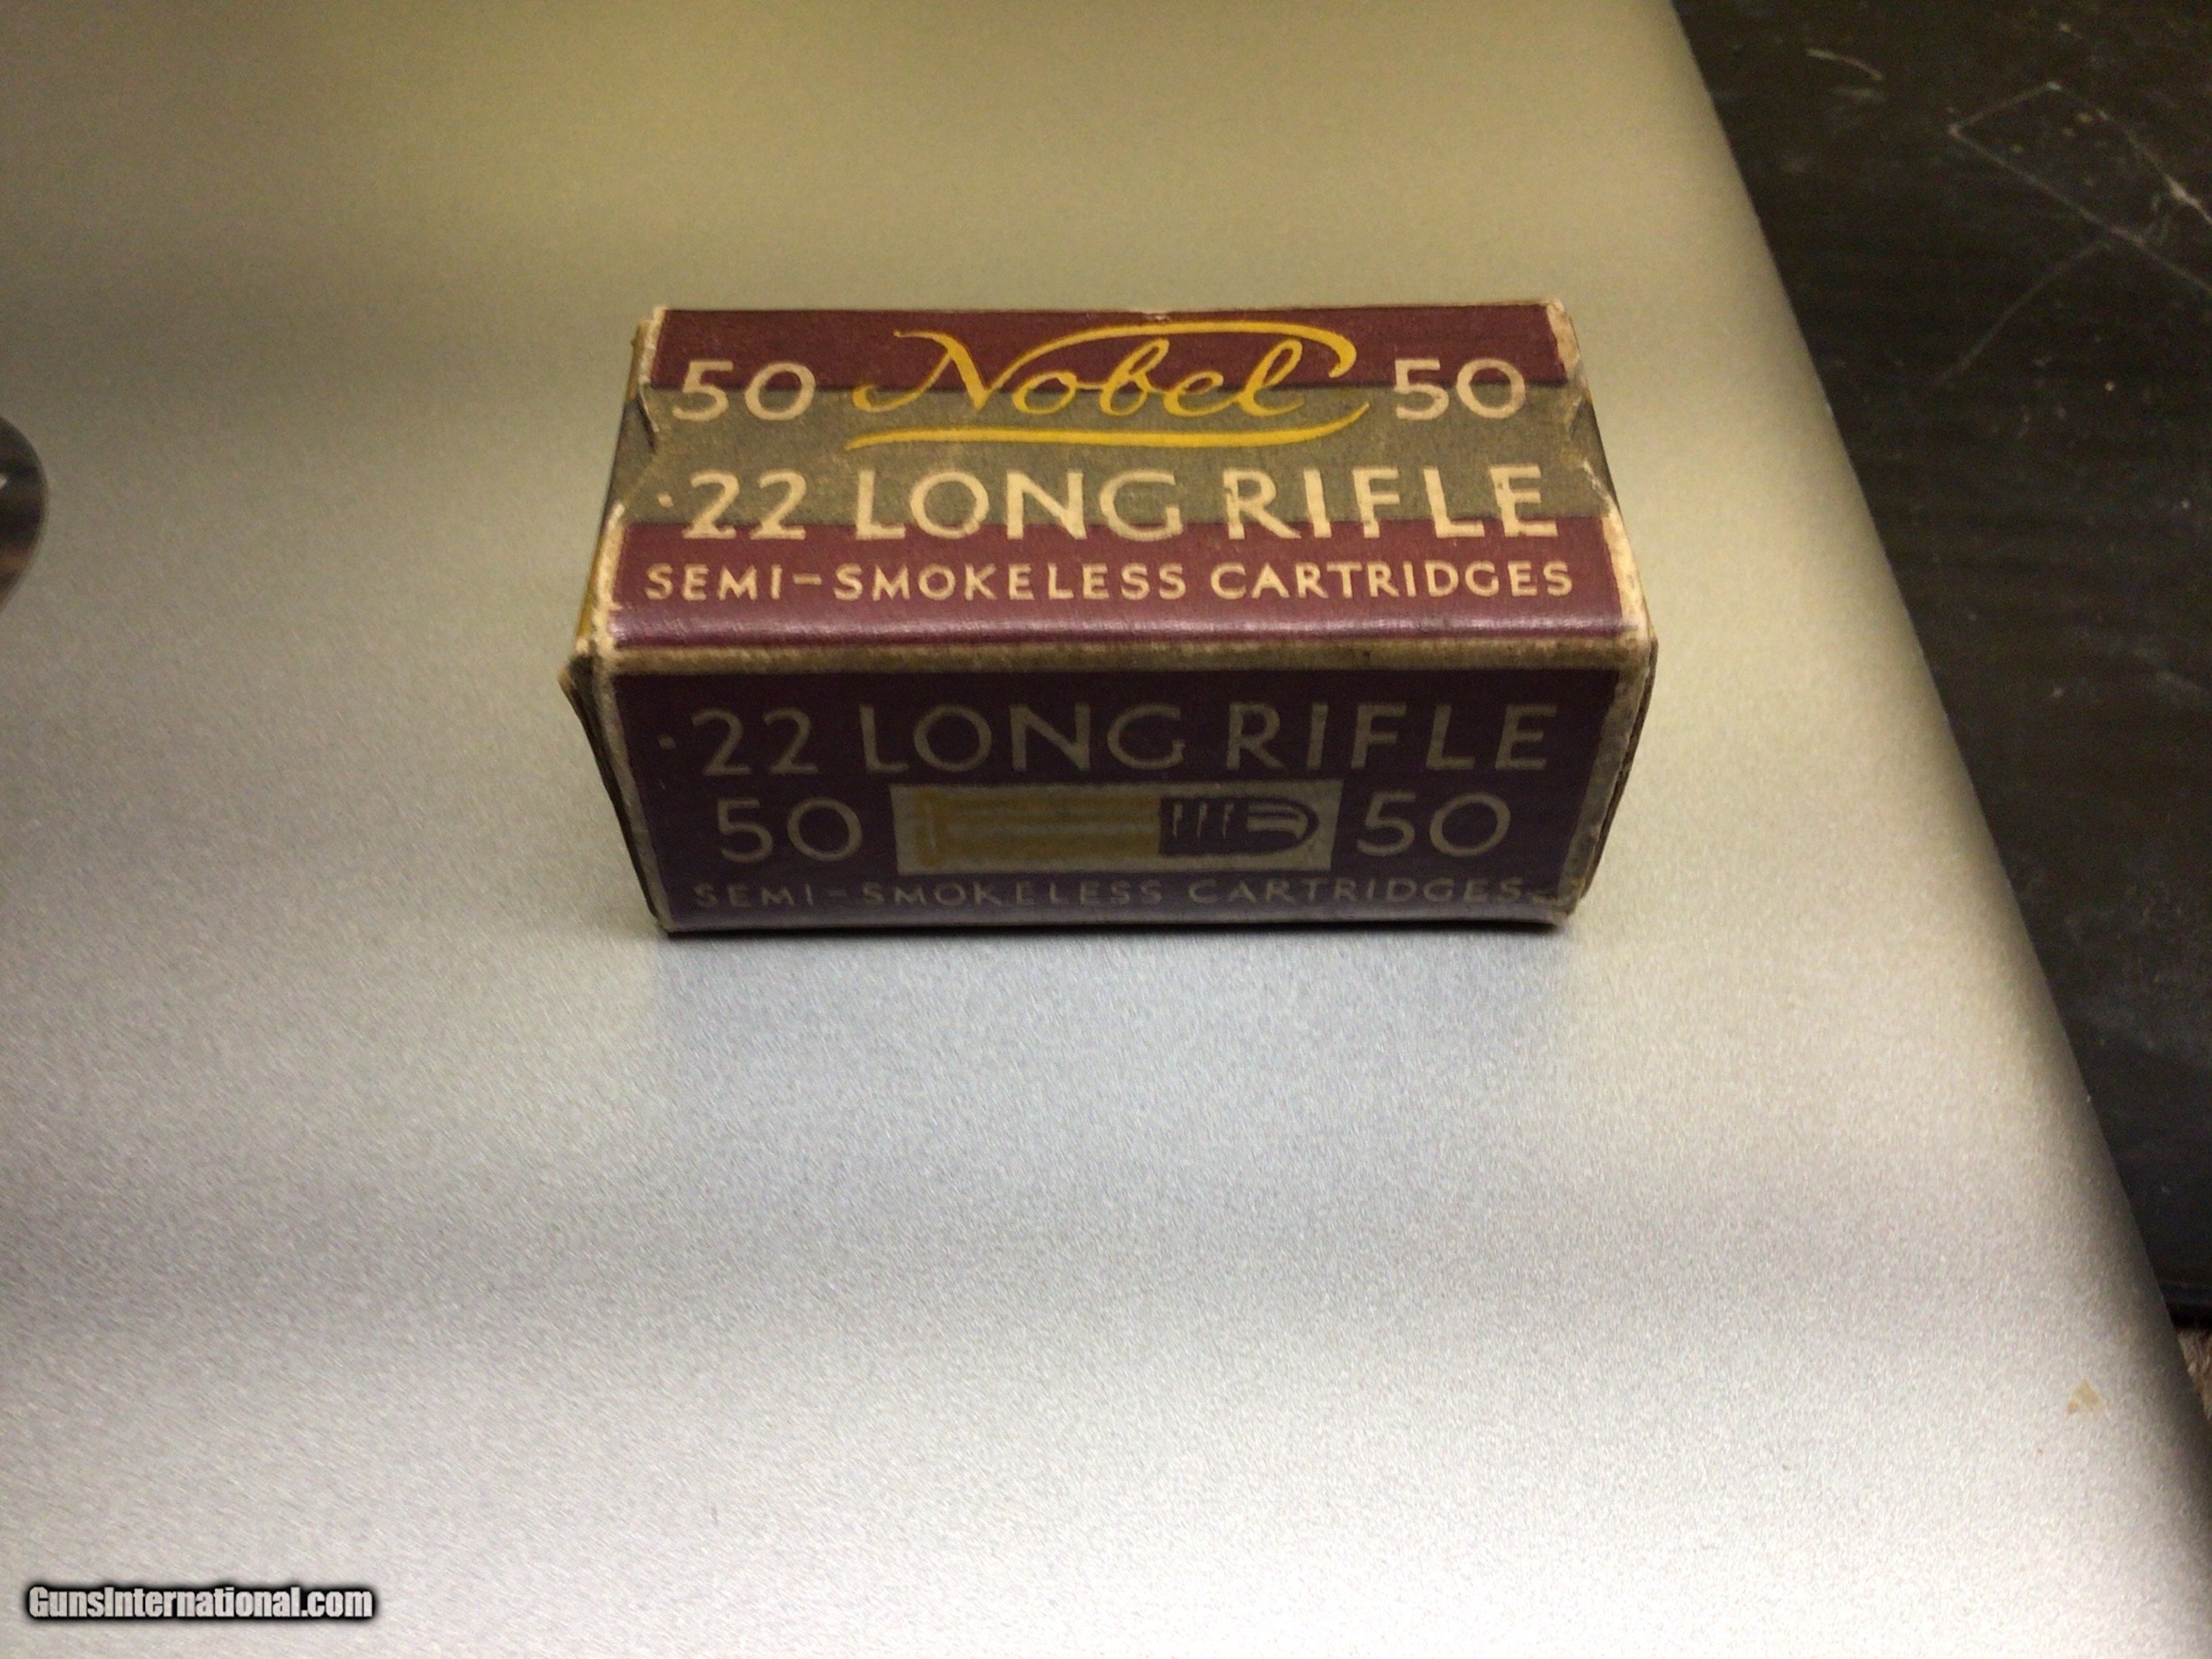 50 Nobel 50
·22 LONG RIFLE
SEMI-SMOKELESS CARTRIDGES
·22 LONG RIFLE
50 50
SEMI-SMOKELESS CARTRIDGES
GunsInternational.com